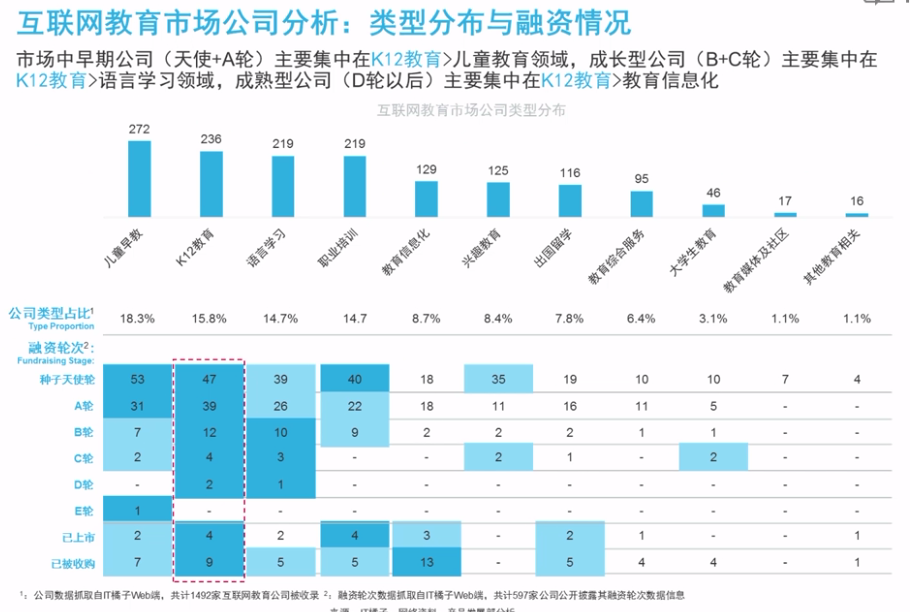 互联网教育市场公司分析：类型分布与融资情况
市场中早期公司（天使+A轮）主要集中在K12教育>儿童教育领域，成长型公司（B+C轮）主要集中在
K12教育>语言学习领域，成熟型公司（D轮以后）主要集中在K12教育>教育信息化
互联网教育市场公司类型分布
272 236 219 219 129 125 116 95 46 17 16
儿童早教 K12教育 语言学习 职业培训 教育信息化 兴趣教育 出国留学 教育综合服务 大学生教育 教育媒体及社区 其他教育相关
公司类型占比1 18.3% 15.8% 14.7% 14.7 8.7% 8.4% 7.8% 6.4% 3.1% 1.1% 1.1%
Type Proportion
融资轮次2：
Fundraising Stage:
种子天使轮 53 47 39 40 18 35 19 10 10 7 4
A轮 31 39 26 22 18 11 16 11 5 - -
B轮 7 12 10 9 2 2 2 1 1 - -
C轮 2 4 3 - - 2 1 - 2 - -
D轮 - 2 1 - - - - - - - -
E轮 1 - - - - - - - - - -
已上市 2 4 2 4 3 - 2 1 - - 1
已被收购 7 9 5 5 13 - 5 4 4 - 1
1：公司数据抓取自IT橘子Web端，共计1492家互联网教育公司被收录 2：融资轮次数据抓取自IT橘子Web端，共计597家公司公开披露其融资轮次数据信息